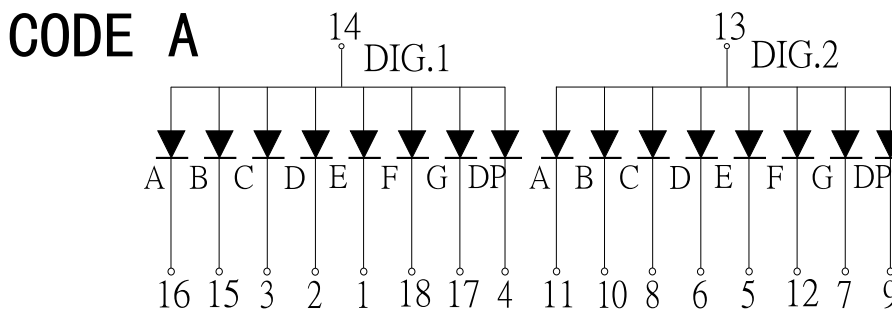 CODE A
14 13
DIG.1 DIG.2
A B C D E F G DP A B C D E F G DP
16 15 3 2 1 18 17 4 11 10 8 6 5 12 7 9